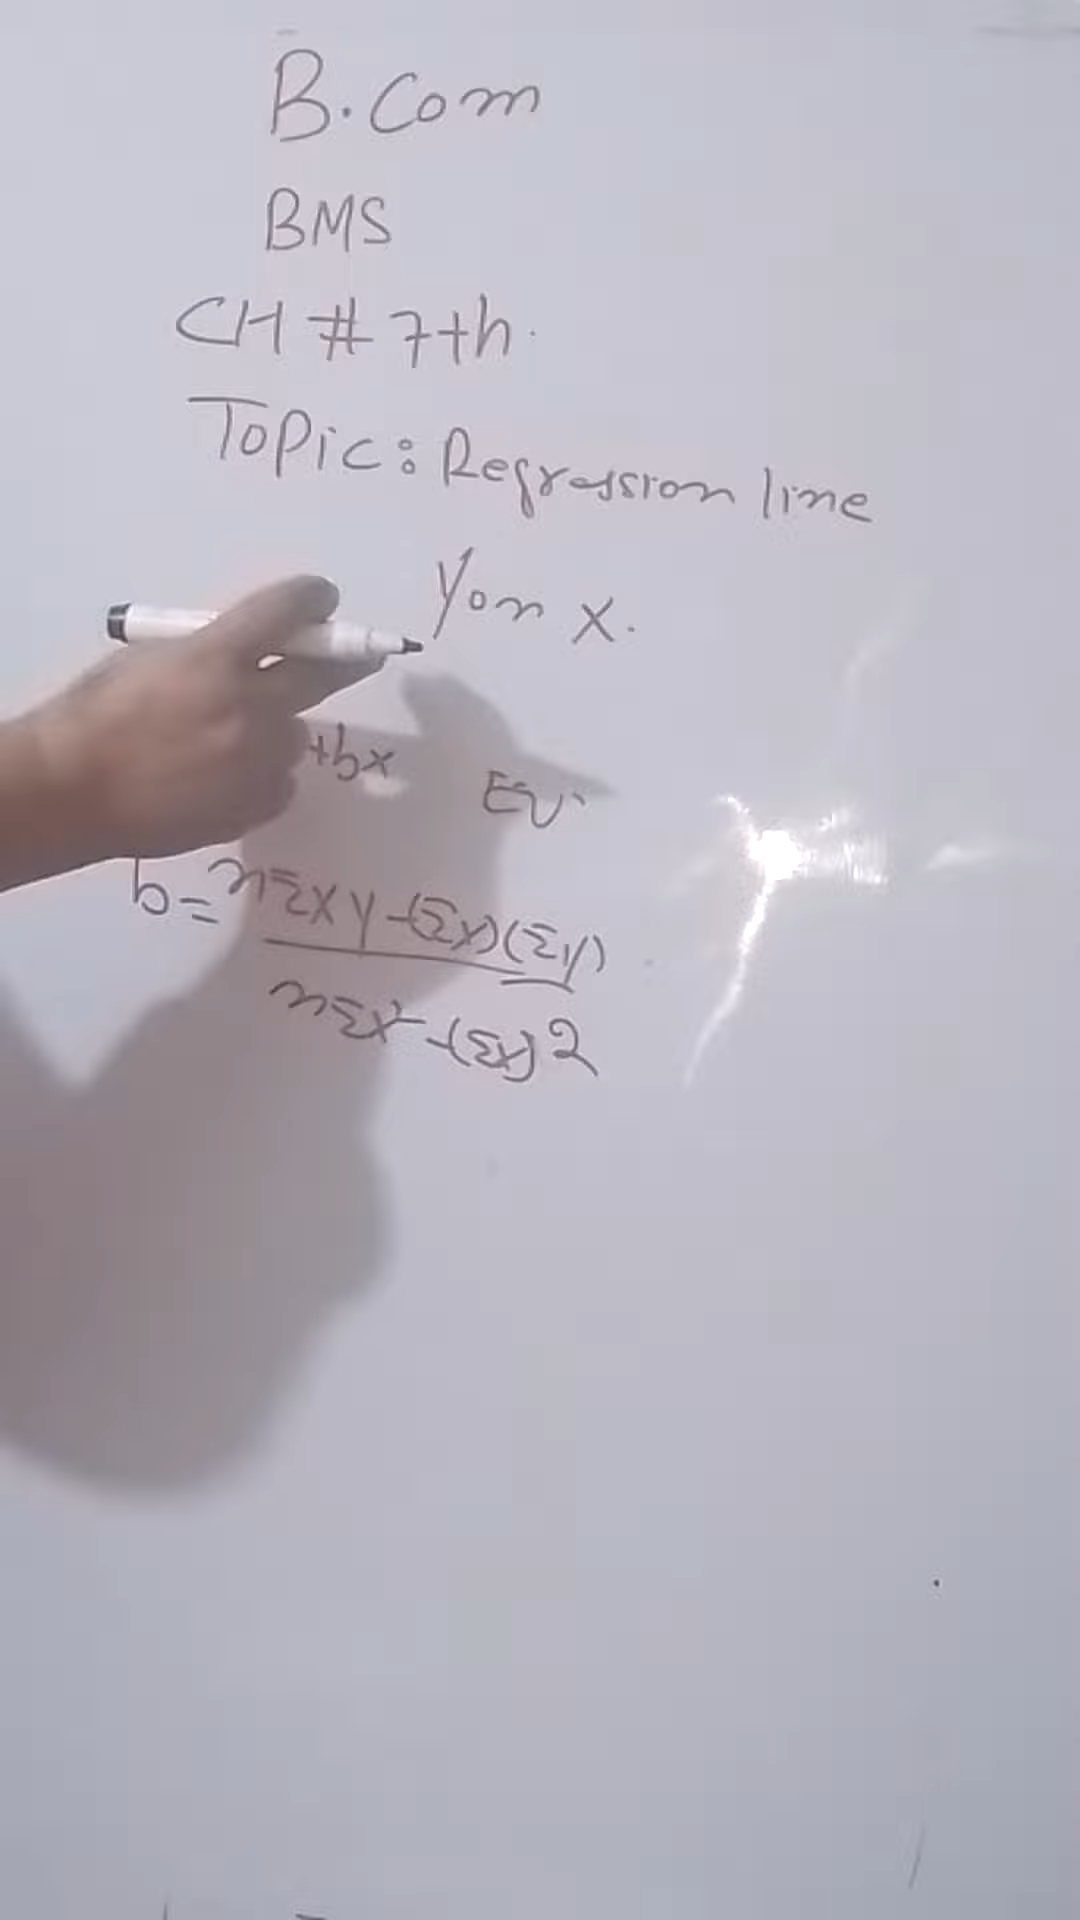 B.Com
BMS
CH # 7th.
Topic: Regression line
Y on X.
+bx
b = nΣXY-(ΣX)(ΣY)
nΣX²-(ΣX)2